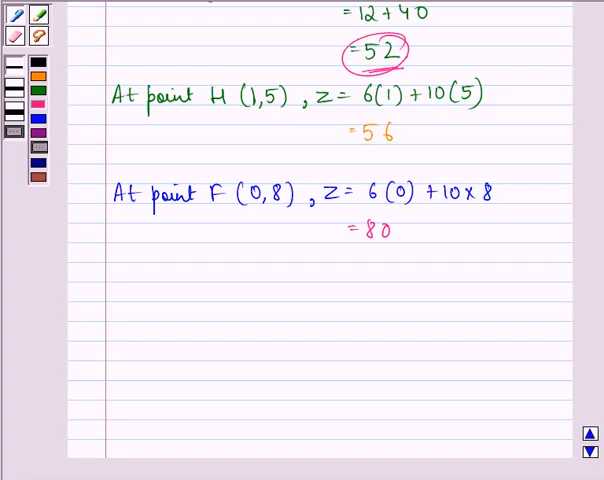 = 12 + 40
= 52
At point H (1,5) , z = 6(1) + 10(5)
= 56
At point F (0,8) , z = 6(0) + 10 × 8
= 80